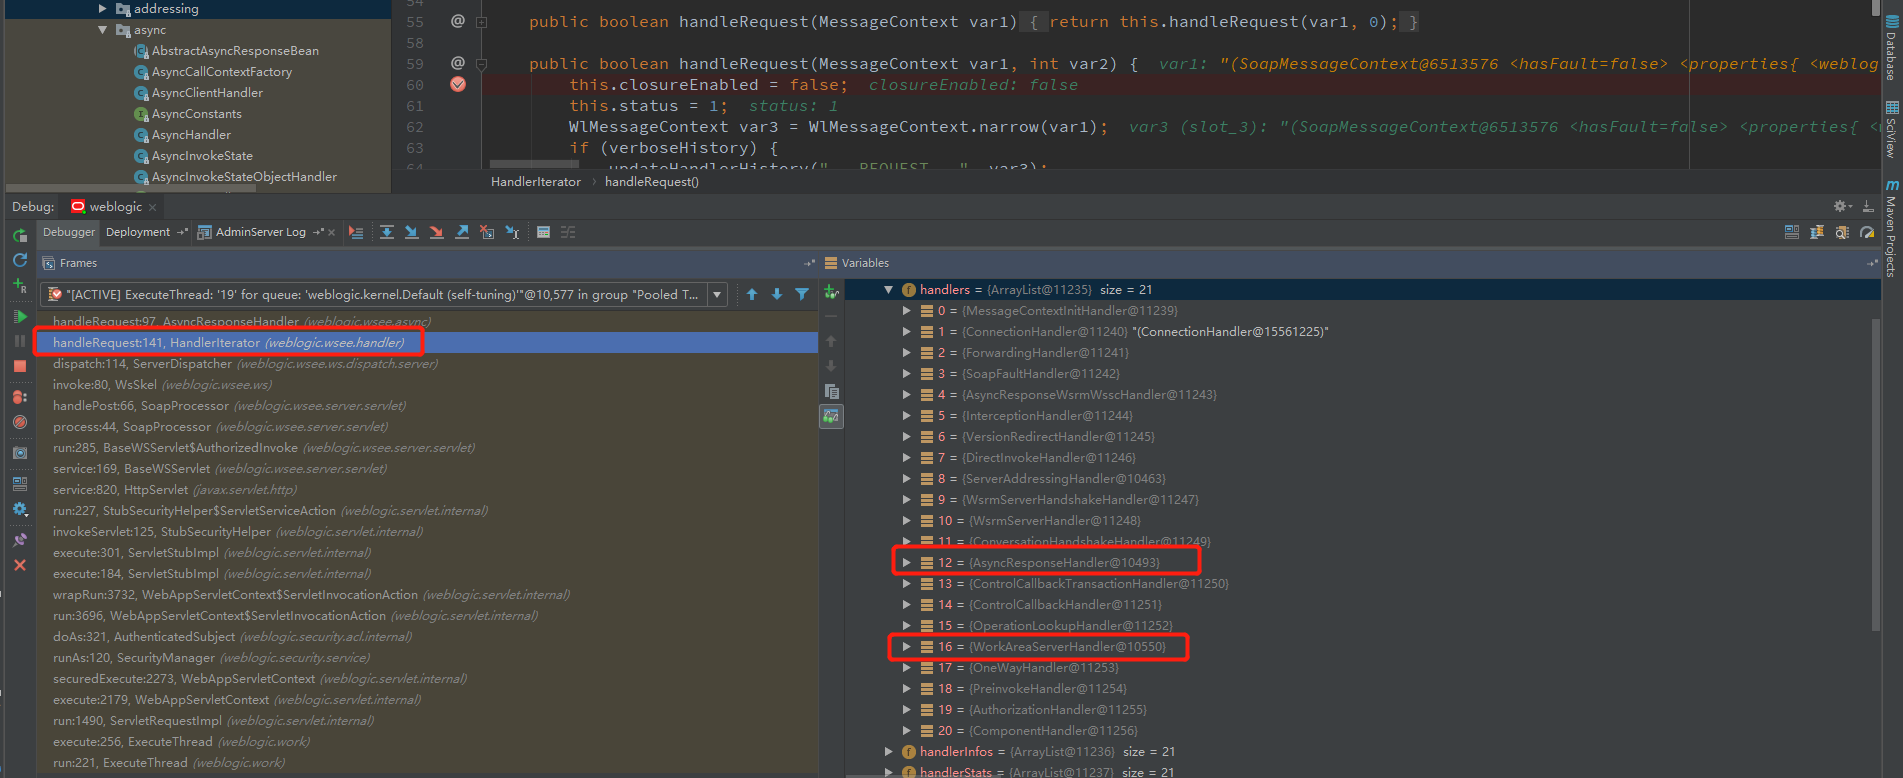 addressing
async
AbstractAsyncResponseBean
AsyncCallContextFactory
AsyncClientHandler
AsyncConstants
AsyncHandler
AsyncInvokeState
AsyncInvokeStateObjectHandler
54
55 @ public boolean handleRequest(MessageContext var1) { return this.handleRequest(var1, 0); }
58
59 @ public boolean handleRequest(MessageContext var1, int var2) { var1: "(SoapMessageContext@6513576 <hasFault=false> <properties{ <weblog
60 this.closureEnabled = false; closureEnabled: false
61 this.status = 1; status: 1
62 WlMessageContext var3 = WlMessageContext.narrow(var1); var3 (slot_3): "(SoapMessageContext@6513576 <hasFault=false> <properties{ <
63 if (verboseHistory) {
64 updateHandlerHistory("...REQUEST...", var3);
HandlerIterator › handleRequest()
Database
SciView
Maven Projects
Debug: weblogic
Debugger Deployment AdminServer Log
Frames
"[ACTIVE] ExecuteThread: '19' for queue: 'weblogic.kernel.Default (self-tuning)'"@10,577 in group "Pooled T...
handleRequest:97, AsyncResponseHandler (weblogic.wsee.async)
handleRequest:141, HandlerIterator (weblogic.wsee.handler)
dispatch:114, ServerDispatcher (weblogic.wsee.ws.dispatch.server)
invoke:80, WsSkel (weblogic.wsee.ws)
handlePost:66, SoapProcessor (weblogic.wsee.server.servlet)
process:44, SoapProcessor (weblogic.wsee.server.servlet)
run:285, BaseWSServlet$AuthorizedInvoke (weblogic.wsee.server.servlet)
service:169, BaseWSServlet (weblogic.wsee.server.servlet)
service:820, HttpServlet (javax.servlet.http)
run:227, StubSecurityHelper$ServletServiceAction (weblogic.servlet.internal)
invokeServlet:125, StubSecurityHelper (weblogic.servlet.internal)
execute:301, ServletStubImpl (weblogic.servlet.internal)
execute:184, ServletStubImpl (weblogic.servlet.internal)
wrapRun:3732, WebAppServletContext$ServletInvocationAction (weblogic.servlet.internal)
run:3696, WebAppServletContext$ServletInvocationAction (weblogic.servlet.internal)
doAs:321, AuthenticatedSubject (weblogic.security.acl.internal)
runAs:120, SecurityManager (weblogic.security.service)
securedExecute:2273, WebAppServletContext (weblogic.servlet.internal)
execute:2179, WebAppServletContext (weblogic.servlet.internal)
run:1490, ServletRequestImpl (weblogic.servlet.internal)
execute:256, ExecuteThread (weblogic.work)
run:221, ExecuteThread (weblogic.work)
Variables
handlers = {ArrayList@11235} size = 21
0 = {MessageContextInitHandler@11239}
1 = {ConnectionHandler@11240} "(ConnectionHandler@15561225)"
2 = {ForwardingHandler@11241}
3 = {SoapFaultHandler@11242}
4 = {AsyncResponseWsrmWsscHandler@11243}
5 = {InterceptionHandler@11244}
6 = {VersionRedirectHandler@11245}
7 = {DirectInvokeHandler@11246}
8 = {ServerAddressingHandler@10463}
9 = {WsrmServerHandshakeHandler@11247}
10 = {WsrmServerHandler@11248}
11 = {ConversationHandshakeHandler@11249}
12 = {AsyncResponseHandler@10493}
13 = {ControlCallbackTransactionHandler@11250}
14 = {ControlCallbackHandler@11251}
15 = {OperationLookupHandler@11252}
16 = {WorkAreaServerHandler@10550}
17 = {OneWayHandler@11253}
18 = {PreinvokeHandler@11254}
19 = {AuthorizationHandler@11255}
20 = {ComponentHandler@11256}
handlerInfos = {ArrayList@11236} size = 21
handlerStats = {ArrayList@11237} size = 21